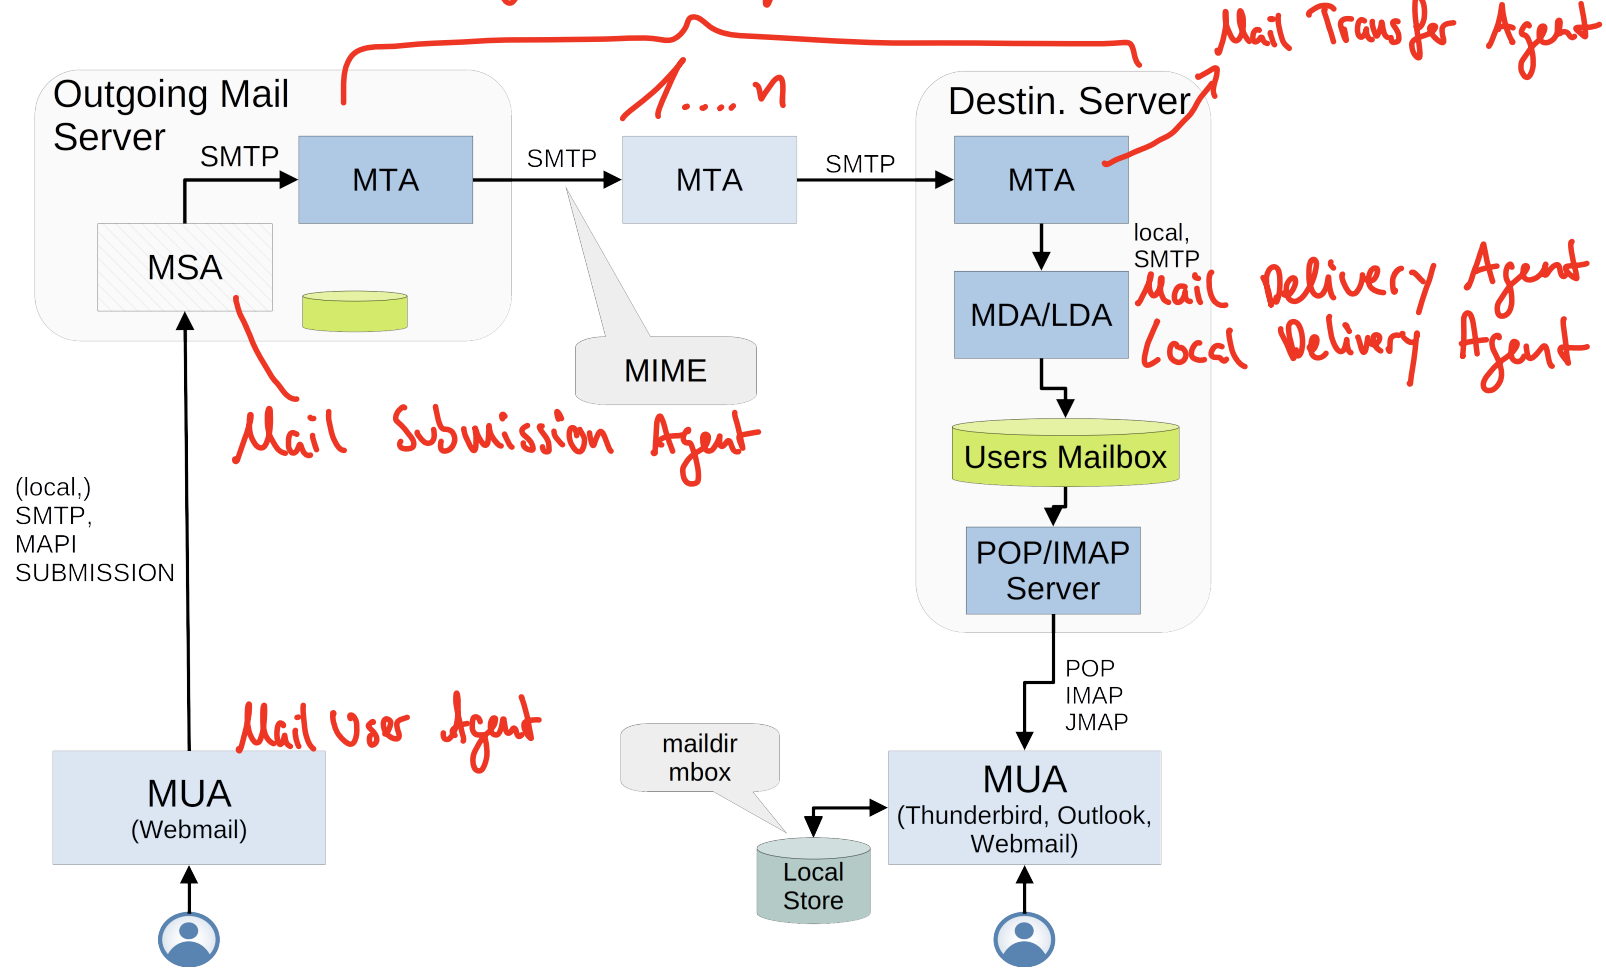 Mail Transfer Agent
1....n
Outgoing Mail
Server
Destin. Server
SMTP
MTA
SMTP
MTA
SMTP
MTA
MSA
local,
SMTP
Mail Delivery Agent
MDA/LDA
Local Delivery Agent
MIME
Mail Submission Agent
Users Mailbox
(local,)
SMTP,
MAPI
SUBMISSION
POP/IMAP
Server
POP
IMAP
JMAP
Mail User Agent
maildir
mbox
MUA
(Webmail)
MUA
(Thunderbird, Outlook,
Webmail)
Local
Store